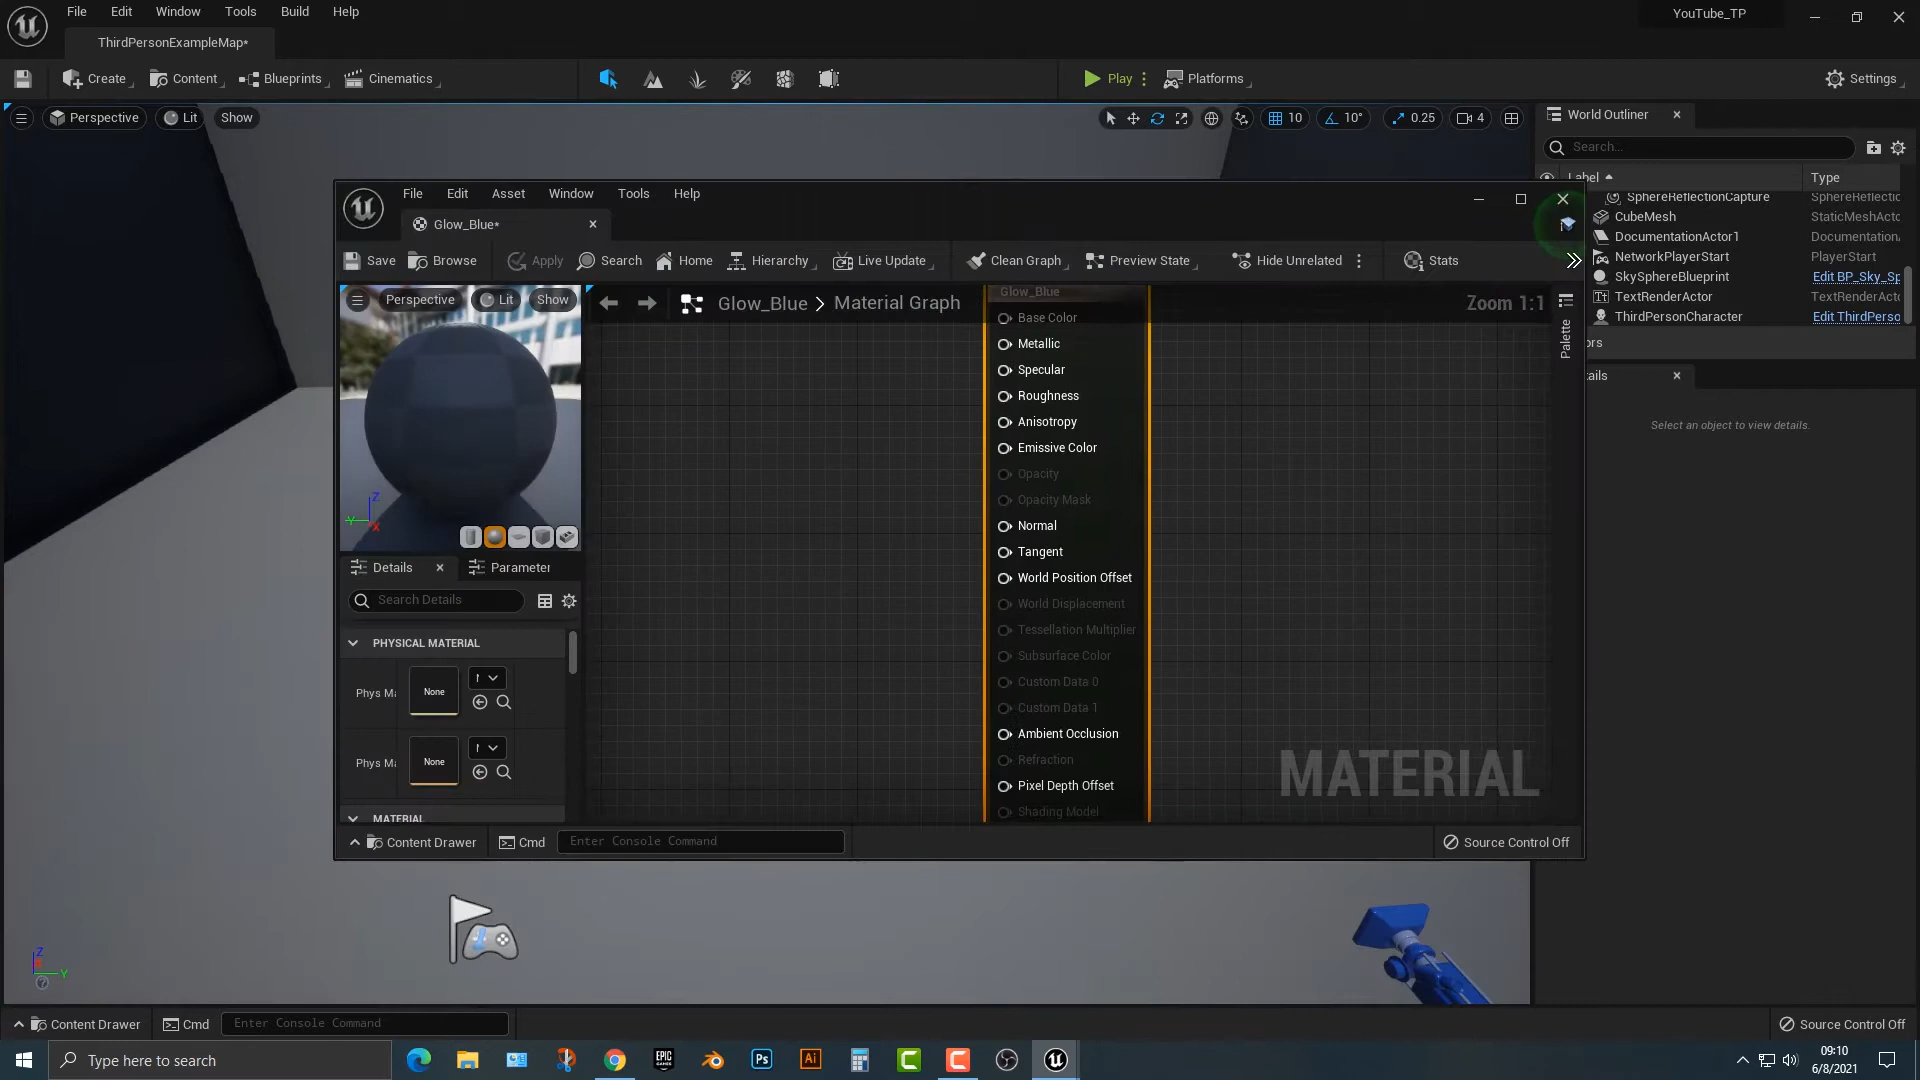 File Edit Window Tools Build Help
YouTube_TP
ThirdPersonExampleMap*
Create Content Blueprints Cinematics Play Platforms Settings
Perspective Lit Show 10 10° 0.25 4
World Outliner
Search...
Label Type
SphereReflectionCapture SphereReflectic
CubeMesh StaticMeshActo
DocumentationActor1 Documentation
NetworkPlayerStart PlayerStart
SkySphereBlueprint Edit BP_Sky_Sp
TextRenderActor TextRenderActo
ThirdPersonCharacter Edit ThirdPerso
ors
ails
Select an object to view details.
File Edit Asset Window Tools Help
Glow_Blue*
Save Browse Apply Search Home Hierarchy Live Update Clean Graph Preview State Hide Unrelated Stats
Perspective Lit Show
Glow_Blue > Material Graph Zoom 1:1
Palette
Glow_Blue
Base Color
Metallic
Specular
Roughness
Anisotropy
Emissive Color
Opacity
Opacity Mask
Normal
Tangent
World Position Offset
World Displacement
Tessellation Multiplier
Subsurface Color
Custom Data 0
Custom Data 1
Ambient Occlusion
Refraction
Pixel Depth Offset
Shading Model
MATERIAL
Z
Y
X
Details Parameter
Search Details
PHYSICAL MATERIAL
Phys Ma None
Phys Ma None
MATERIAL
Content Drawer Cmd Enter Console Command Source Control Off
Z
Y
Content Drawer Cmd Enter Console Command Source Control Off
Type here to search
EPIC GAMES
Ps
Ai
09:10
6/8/2021